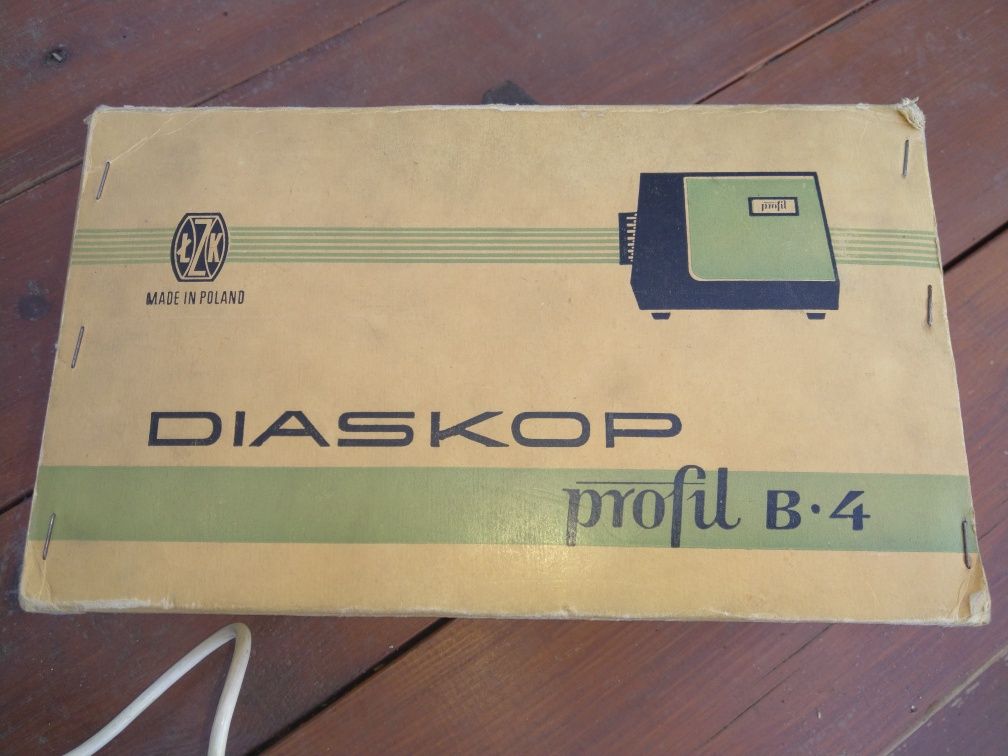 ŁZK
MADE IN POLAND
profil
DIASKOP
profil B·4